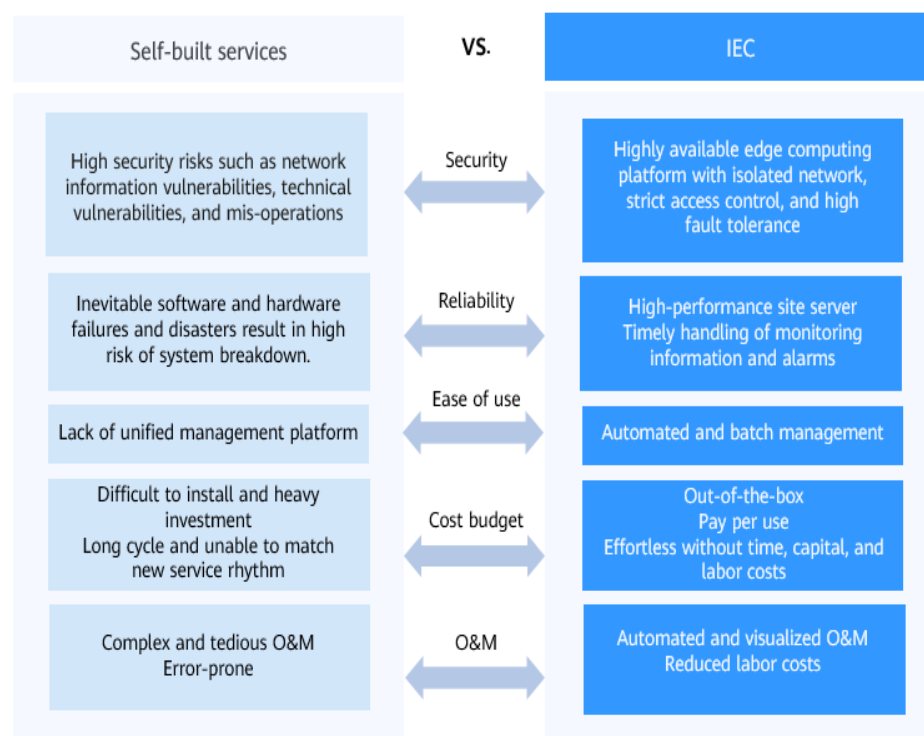 Self-built services
VS.
IEC
High security risks such as network
information vulnerabilities, technical
vulnerabilities, and mis-operations
Security
Highly available edge computing
platform with isolated network,
strict access control, and high
fault tolerance
Inevitable software and hardware
failures and disasters result in high
risk of system breakdown.
Reliability
High-performance site server
Timely handling of monitoring
information and alarms
Lack of unified management platform
Ease of use
Automated and batch management
Difficult to install and heavy
investment
Long cycle and unable to match
new service rhythm
Cost budget
Out-of-the-box
Pay per use
Effortless without time, capital, and
labor costs
Complex and tedious O&M
Error-prone
O&M
Automated and visualized O&M
Reduced labor costs